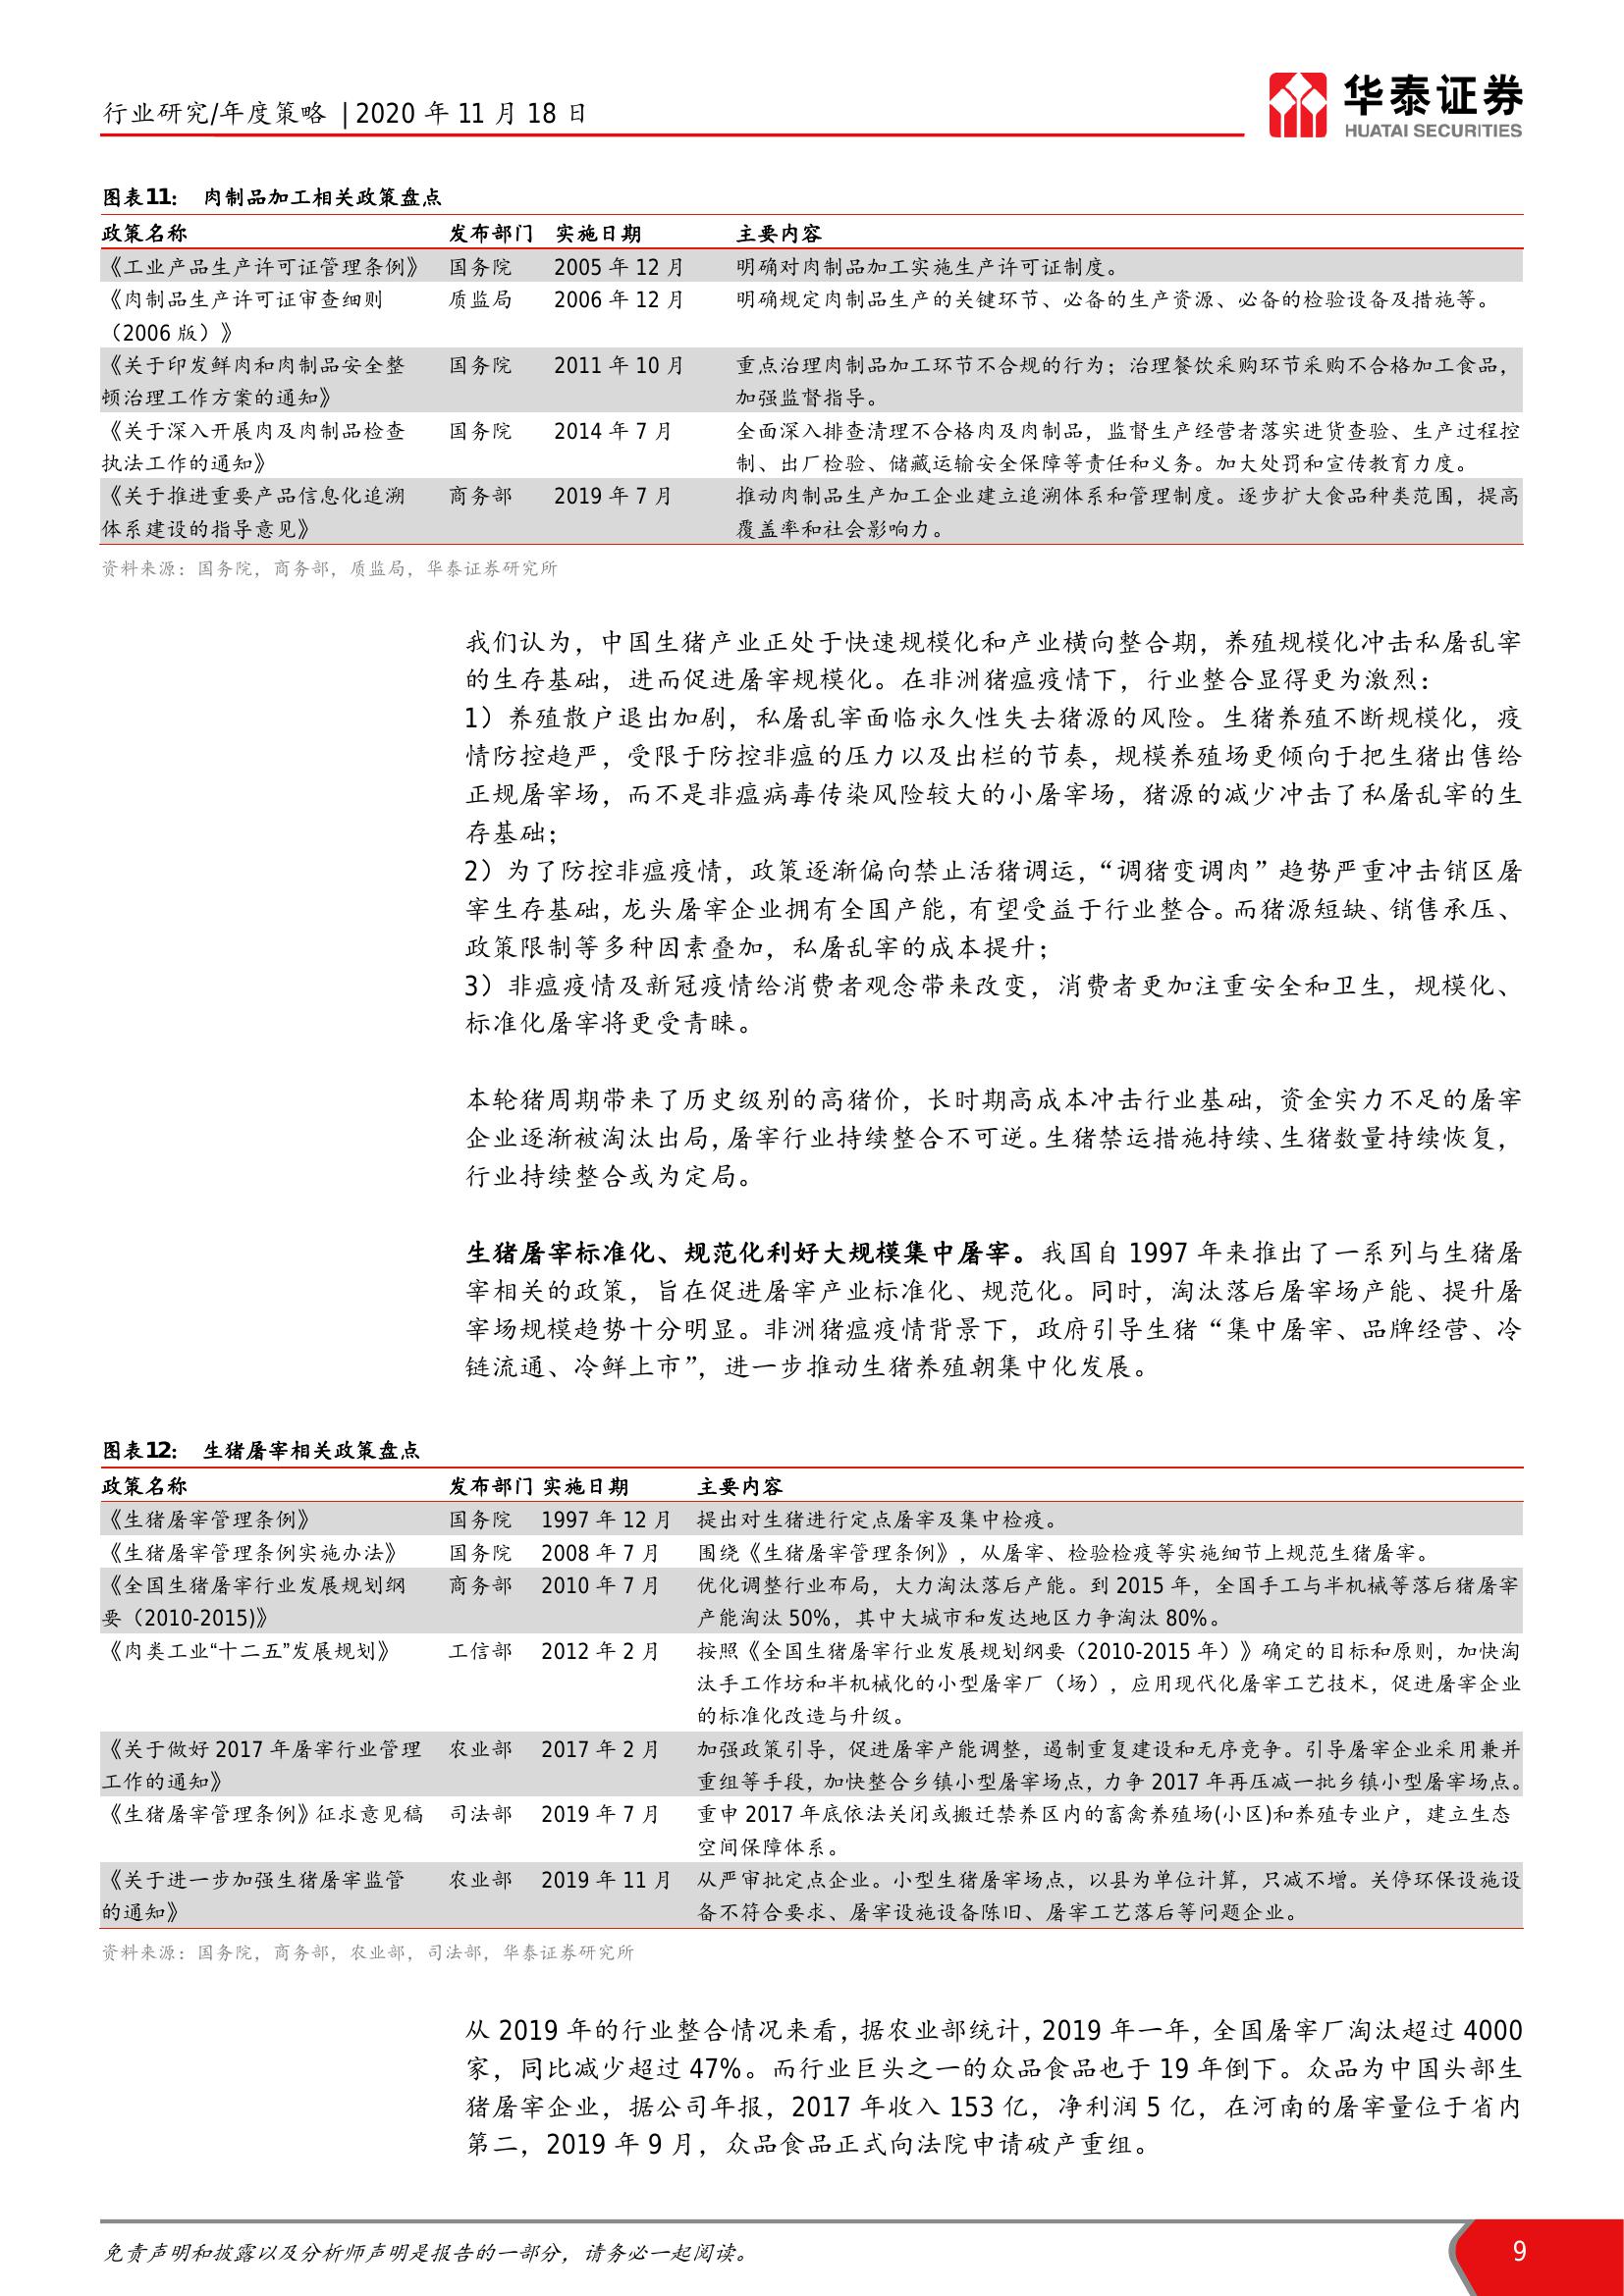 行业研究/年度策略 | 2020 年 11 月 18 日
华泰证券
HUATAI SECURITIES
图表11： 肉制品加工相关政策盘点
政策名称 发布部门 实施日期 主要内容
《工业产品生产许可证管理条例》 国务院 2005 年 12 月 明确对肉制品加工实施生产许可证制度。
《肉制品生产许可证审查细则 质监局 2006 年 12 月 明确规定肉制品生产的关键环节、必备的生产资源、必备的检验设备及措施等。
（2006 版）》
《关于印发鲜肉和肉制品安全整 国务院 2011 年 10 月 重点治理肉制品加工环节不合规的行为；治理餐饮采购环节采购不合格加工食品，
顿治理工作方案的通知》 加强监督指导。
《关于深入开展肉及肉制品检查 国务院 2014 年 7 月 全面深入排查清理不合格肉及肉制品，监督生产经营者落实进货查验、生产过程控
执法工作的通知》 制、出厂检验、储藏运输安全保障等责任和义务。加大处罚和宣传教育力度。
《关于推进重要产品信息化追溯 商务部 2019 年 7 月 推动肉制品生产加工企业建立追溯体系和管理制度。逐步扩大食品种类范围，提高
体系建设的指导意见》 覆盖率和社会影响力。
资料来源：国务院，商务部，质监局，华泰证券研究所
我们认为，中国生猪产业正处于快速规模化和产业横向整合期，养殖规模化冲击私屠乱宰
的生存基础，进而促进屠宰规模化。在非洲猪瘟疫情下，行业整合显得更为激烈：
1）养殖散户退出加剧，私屠乱宰面临永久性失去猪源的风险。生猪养殖不断规模化，疫
情防控趋严，受限于防控非瘟的压力以及出栏的节奏，规模养殖场更倾向于把生猪出售给
正规屠宰场，而不是非瘟病毒传染风险较大的小屠宰场，猪源的减少冲击了私屠乱宰的生
存基础；
2）为了防控非瘟疫情，政策逐渐偏向禁止活猪调运，“调猪变调肉”趋势严重冲击销区屠
宰生存基础，龙头屠宰企业拥有全国产能，有望受益于行业整合。而猪源短缺、销售承压、
政策限制等多种因素叠加，私屠乱宰的成本提升；
3）非瘟疫情及新冠疫情给消费者观念带来改变，消费者更加注重安全和卫生，规模化、
标准化屠宰将更受青睐。
本轮猪周期带来了历史级别的高猪价，长时期高成本冲击行业基础，资金实力不足的屠宰
企业逐渐被淘汰出局，屠宰行业持续整合不可逆。生猪禁运措施持续、生猪数量持续恢复，
行业持续整合或为定局。
生猪屠宰标准化、规范化利好大规模集中屠宰。我国自 1997 年来推出了一系列与生猪屠
宰相关的政策，旨在促进屠宰产业标准化、规范化。同时，淘汰落后屠宰场产能、提升屠
宰场规模趋势十分明显。非洲猪瘟疫情背景下，政府引导生猪“集中屠宰、品牌经营、冷
链流通、冷鲜上市”，进一步推动生猪养殖朝集中化发展。
图表12： 生猪屠宰相关政策盘点
政策名称 发布部门 实施日期 主要内容
《生猪屠宰管理条例》 国务院 1997 年 12 月 提出对生猪进行定点屠宰及集中检疫。
《生猪屠宰管理条例实施办法》 国务院 2008 年 7 月 围绕《生猪屠宰管理条例》，从屠宰、检验检疫等实施细节上规范生猪屠宰。
《全国生猪屠宰行业发展规划纲 商务部 2010 年 7 月 优化调整行业布局，大力淘汰落后产能。到 2015 年，全国手工与半机械等落后猪屠宰
要（2010-2015)》 产能淘汰 50%，其中大城市和发达地区力争淘汰 80%。
《肉类工业“十二五”发展规划》 工信部 2012 年 2 月 按照《全国生猪屠宰行业发展规划纲要（2010-2015 年）》确定的目标和原则，加快淘
汰手工作坊和半机械化的小型屠宰厂（场），应用现代化屠宰工艺技术，促进屠宰企业
的标准化改造与升级。
《关于做好 2017 年屠宰行业管理 农业部 2017 年 2 月 加强政策引导，促进屠宰产能调整，遏制重复建设和无序竞争。引导屠宰企业采用兼并
工作的通知》 重组等手段，加快整合乡镇小型屠宰场点，力争 2017 年再压减一批乡镇小型屠宰场点。
《生猪屠宰管理条例》征求意见稿 司法部 2019 年 7 月 重申 2017 年底依法关闭或搬迁禁养区内的畜禽养殖场(小区)和养殖专业户，建立生态
空间保障体系。
《关于进一步加强生猪屠宰监管 农业部 2019 年 11 月 从严审批定点企业。小型生猪屠宰场点，以县为单位计算，只减不增。关停环保设施设
的通知》 备不符合要求、屠宰设施设备陈旧、屠宰工艺落后等问题企业。
资料来源：国务院，商务部，农业部，司法部，华泰证券研究所
从 2019 年的行业整合情况来看，据农业部统计，2019 年一年，全国屠宰厂淘汰超过 4000
家，同比减少超过 47%。而行业巨头之一的众品食品也于 19 年倒下。众品为中国头部生
猪屠宰企业，据公司年报，2017 年收入 153 亿，净利润 5 亿，在河南的屠宰量位于省内
第二，2019 年 9 月，众品食品正式向法院申请破产重组。
免责声明和披露以及分析师声明是报告的一部分，请务必一起阅读。 9